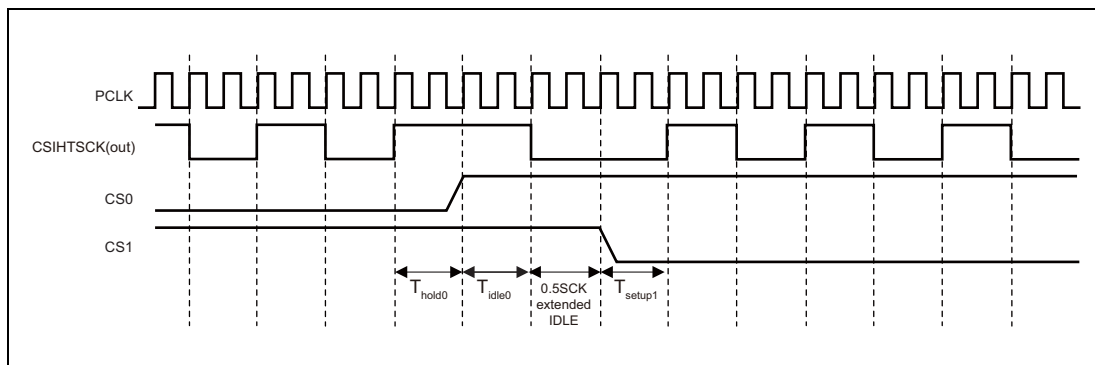 PCLK
CSIHTSCK(out)
CS0
CS1
Thold0
Tidle0
0.5SCK
extended
IDLE
Tsetup1